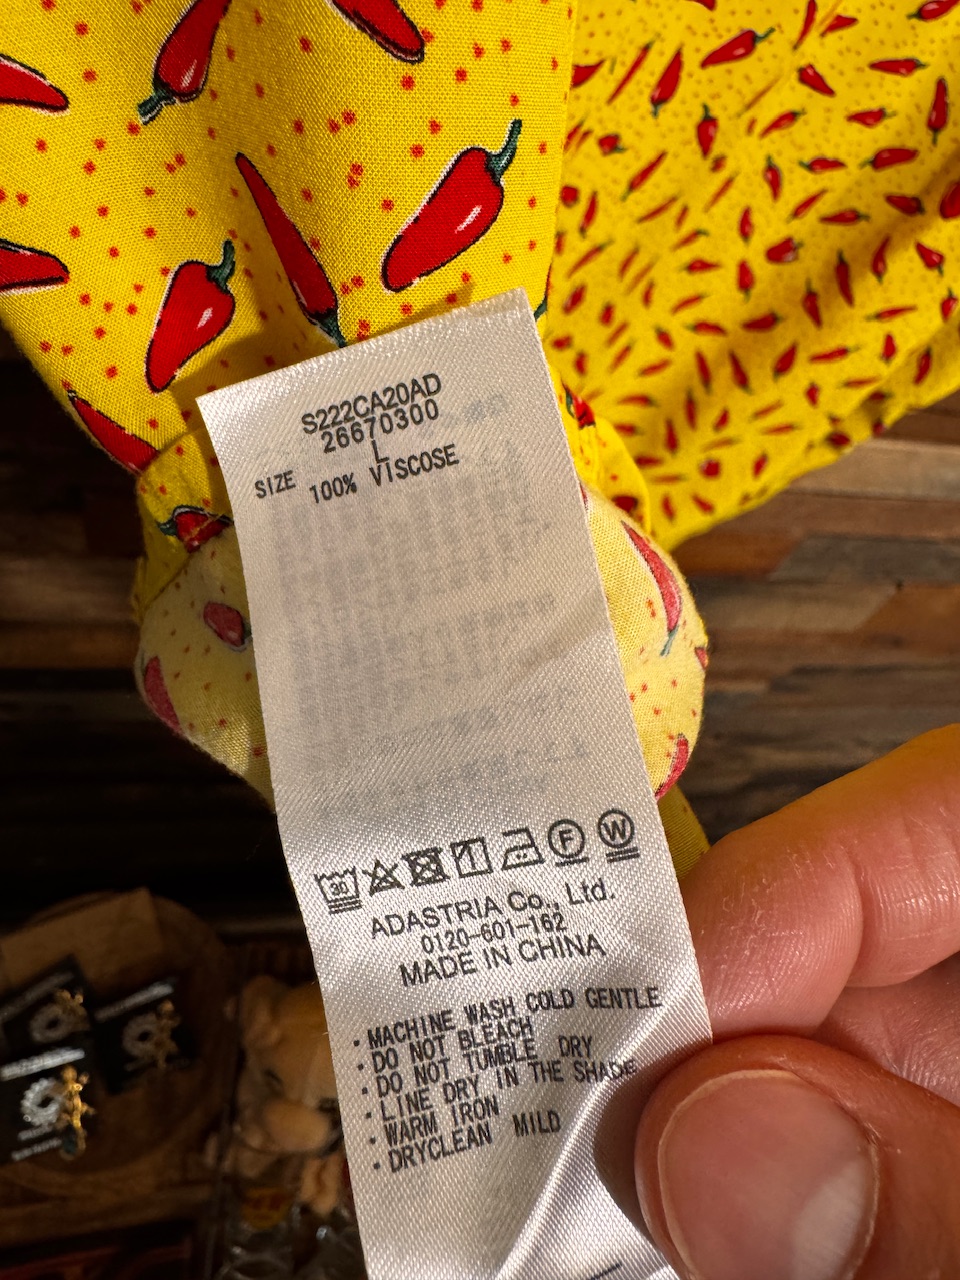 S222CA20AD
26670300
SIZE L
100% VISCOSE
30
F W
ADASTRIA Co., Ltd.
0120-601-162
MADE IN CHINA
・MACHINE WASH COLD GENTLE
・DO NOT BLEACH
・DO NOT TUMBLE DRY
・LINE DRY IN THE SHADE
・WARM IRON
・DRYCLEAN MILD